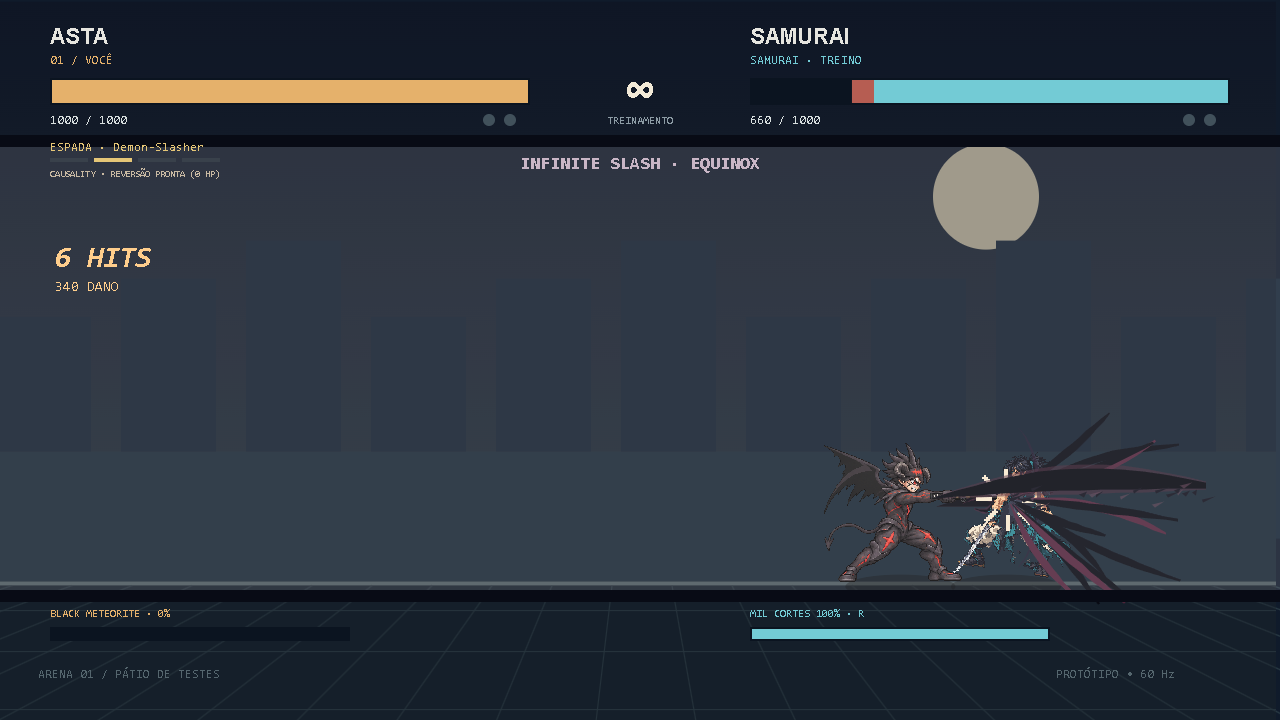 ASTA
01 / VOCÊ
1000 / 1000
∞
TREINAMENTO
SAMURAI
SAMURAI · TREINO
660 / 1000
ESPADA · Demon-Slasher
CAUSALITY · REVERSÃO PRONTA (0 HP)
INFINITE SLASH · EQUINOX
6 HITS
340 DANO
BLACK METEORITE · 0%
MIL CORTES 100% · R
ARENA 01 / PÁTIO DE TESTES
PROTÓTIPO • 60 Hz